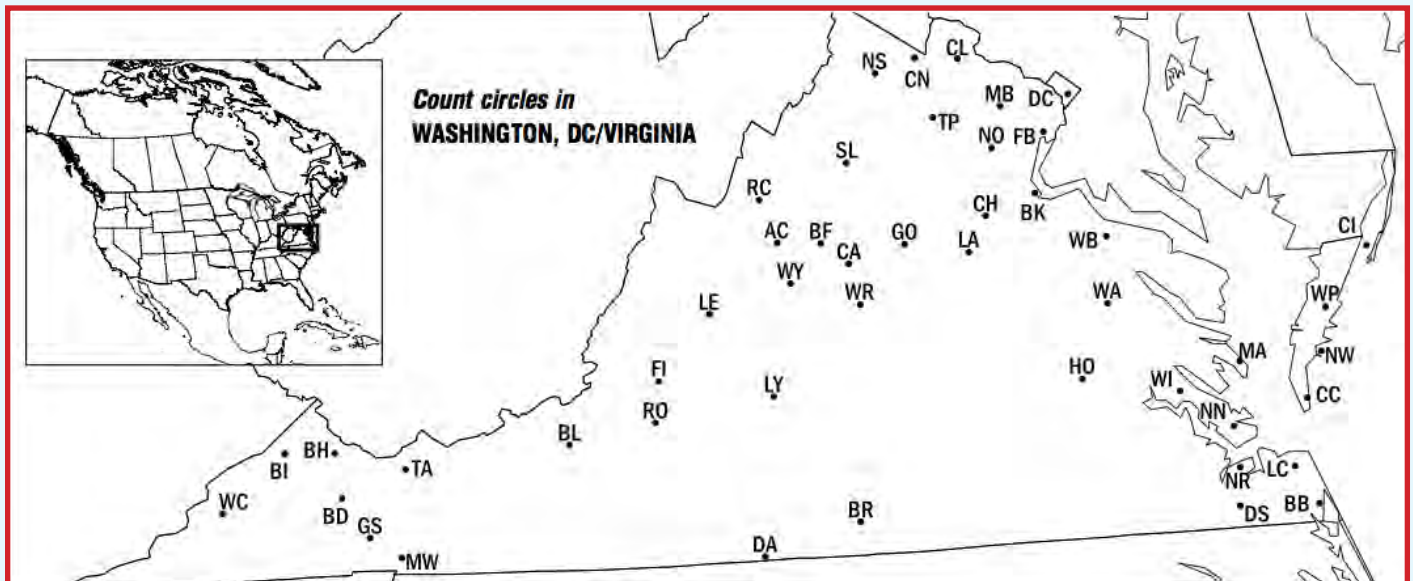 Count circles in
WASHINGTON, DC/VIRGINIA
NS
CN
CL
MB
DC
TP
NO
FB
SL
RC
CH
BK
AC
BF
CA
GO
LA
WB
CI
WY
WR
LE
WA
WP
MA
NW
FI
LY
HO
WI
CC
RO
NN
BL
BI
BH
TA
NR
LC
WC
BD
GS
BR
DS
BB
MW
DA